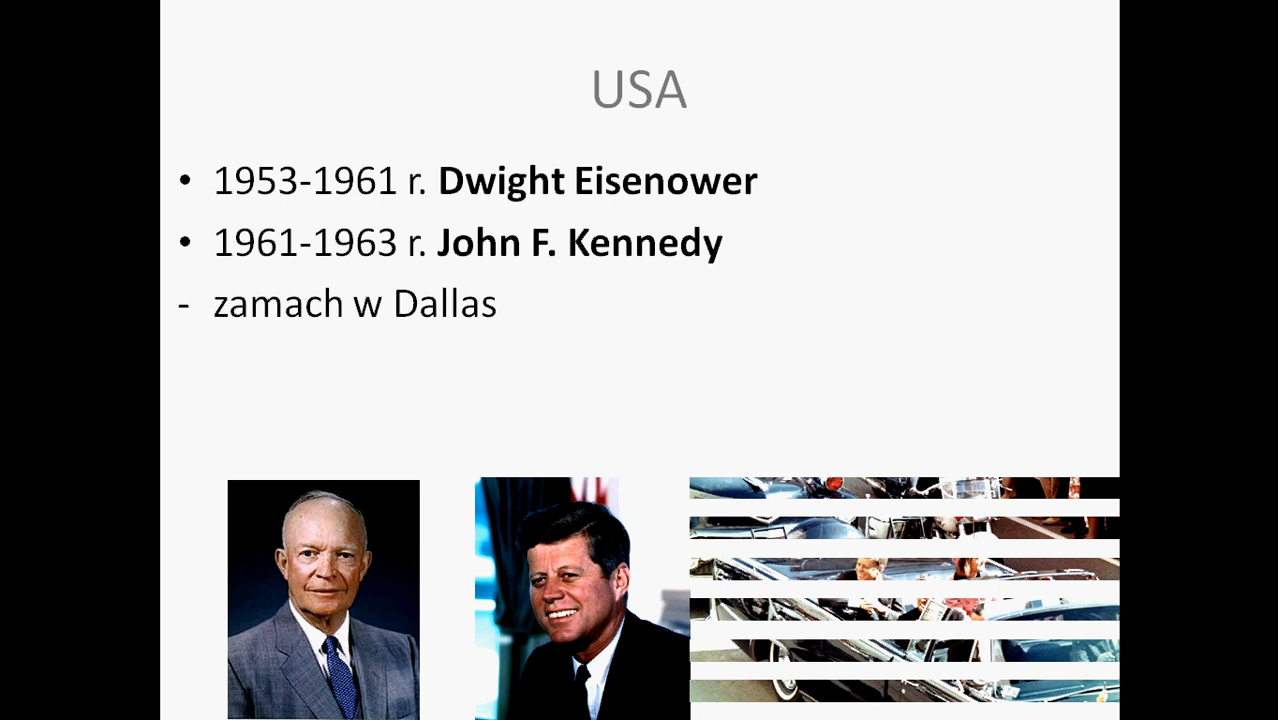 USA
• 1953-1961 r. Dwight Eisenower
• 1961-1963 r. John F. Kennedy
- zamach w Dallas